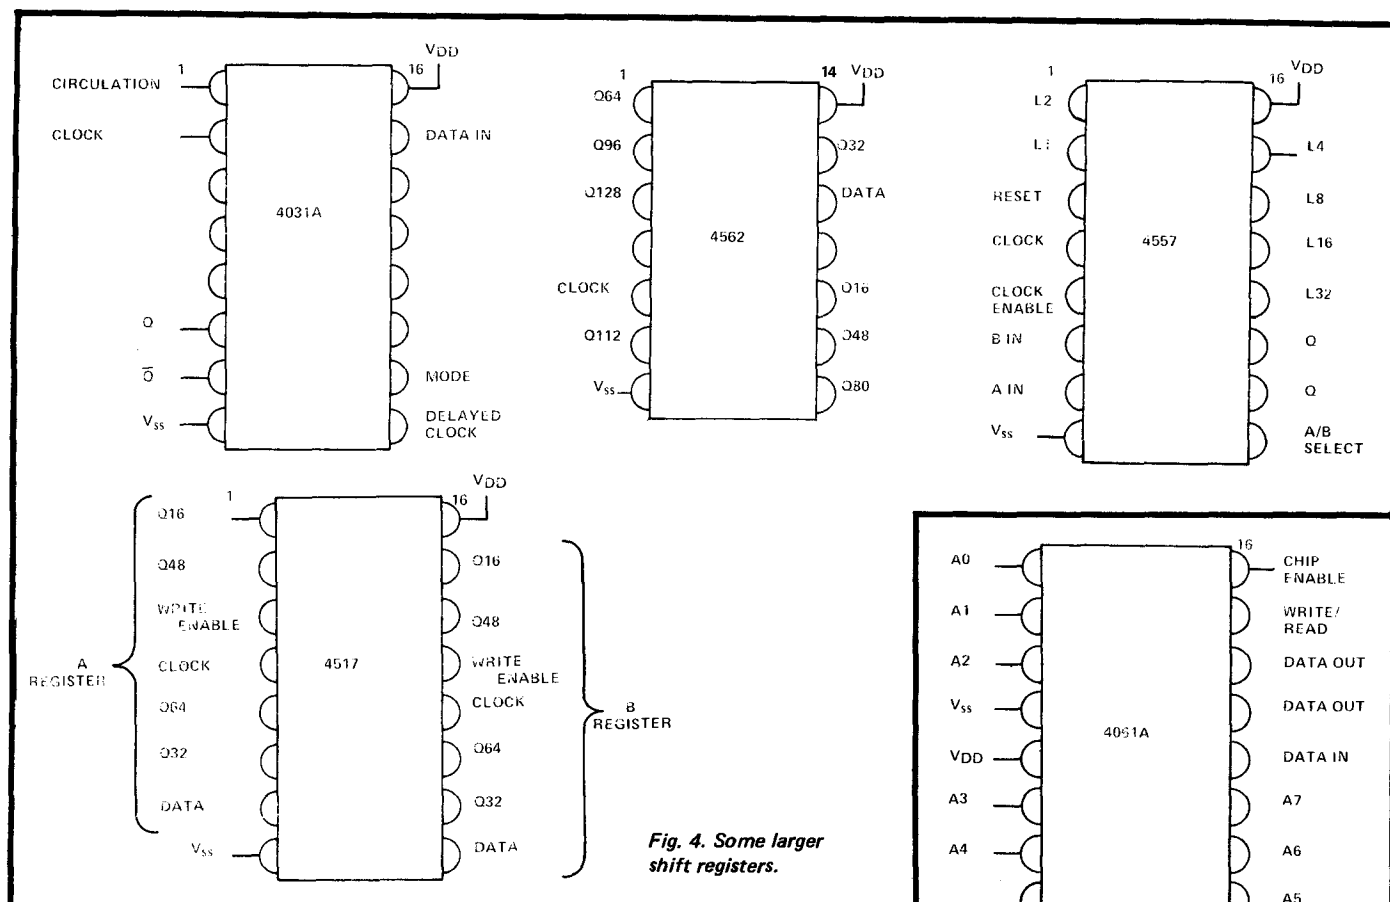 1
16
VDD
CIRCULATION
CLOCK
DATA IN
4031A
Q
Q
MODE
Vss
DELAYED
CLOCK
1
14
VDD
Q64
Q96
Q32
Q128
DATA
4562
CLOCK
Q16
Q112
Q48
Vss
Q80
1
16
VDD
L2
L1
L4
RESET
L8
CLOCK
4557
L16
CLOCK
ENABLE
L32
B IN
Q
A IN
Q
Vss
A/B
SELECT
1
16
VDD
Q16
Q16
Q48
Q48
WRITE
ENABLE
WRITE
ENABLE
A
REGISTER
CLOCK
4517
CLOCK
Q64
B
REGISTER
Q32
Q64
DATA
Q32
Vss
DATA
Fig. 4. Some larger
shift registers.
16
A0
CHIP
ENABLE
A1
WRITE/
READ
A2
DATA OUT
Vss
DATA OUT
4061A
VDD
DATA IN
A3
A7
A4
A6
A5